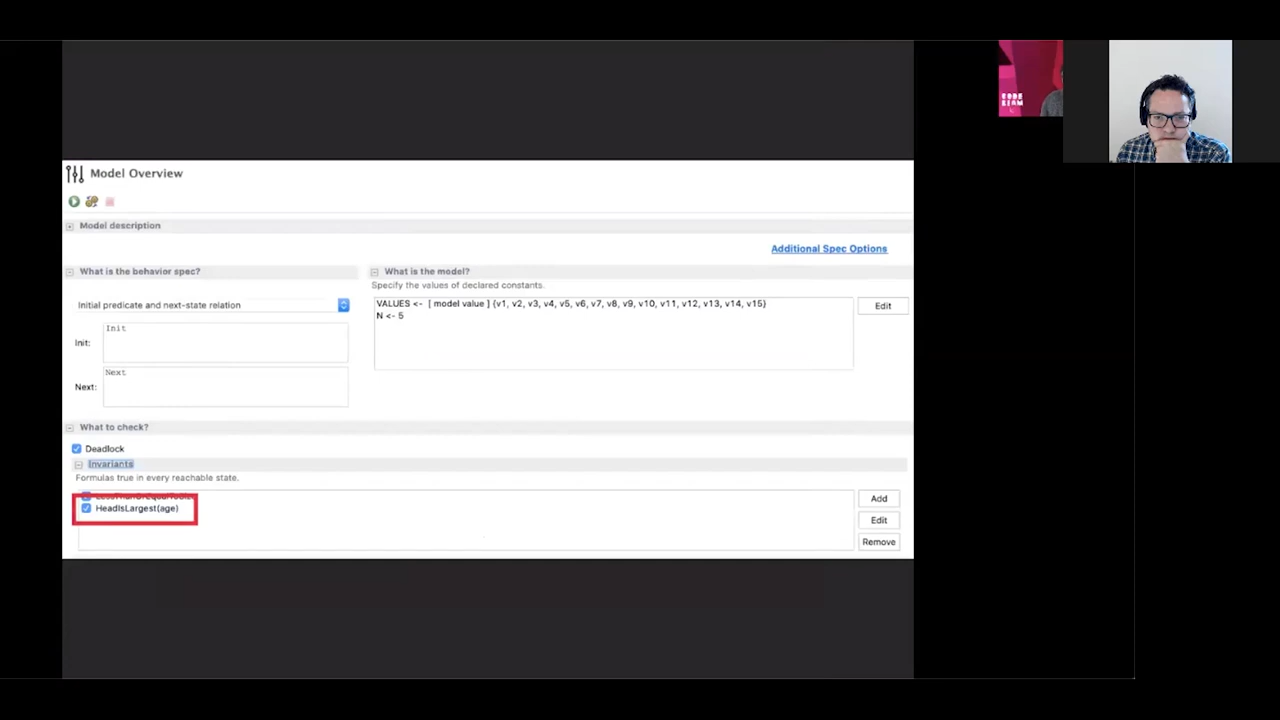 Model Overview
Model description
Additional Spec Options
What is the behavior spec?
Initial predicate and next-state relation
Init:
Init
Next:
Next
What is the model?
Specify the values of declared constants.
VALUES <- [ model value ] {v1, v2, v3, v4, v5, v6, v7, v8, v9, v10, v11, v12, v13, v14, v15}
N <- 5
Edit
What to check?
Deadlock
Invariants
Formulas true in every reachable state.
HeadIsLargest(age)
Add
Edit
Remove
CODE
BEAM